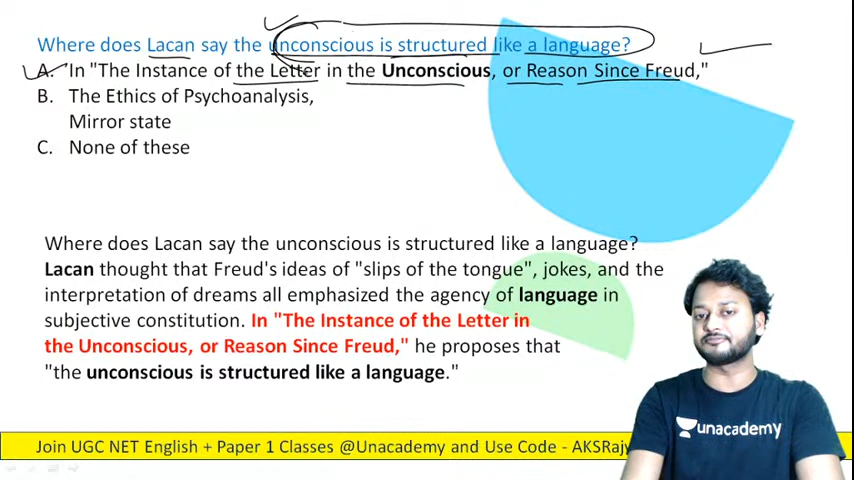 Where does Lacan say the unconscious is structured like a language?
A. In "The Instance of the Letter in the Unconscious, or Reason Since Freud,"
B. The Ethics of Psychoanalysis,
Mirror state
C. None of these
Where does Lacan say the unconscious is structured like a language?
Lacan thought that Freud's ideas of "slips of the tongue", jokes, and the
interpretation of dreams all emphasized the agency of language in
subjective constitution. In "The Instance of the Letter in
the Unconscious, or Reason Since Freud," he proposes that
"the unconscious is structured like a language."
unacademy
Join UGC NET English + Paper 1 Classes @Unacademy and Use Code - AKSRaj